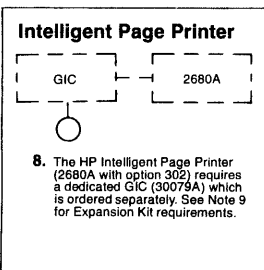 Intelligent Page Printer
GIC 2680A
8. The HP Intelligent Page Printer
(2680A with option 302) requires
a dedicated GIC (30079A) which
is ordered separately. See Note 9
for Expansion Kit requirements.